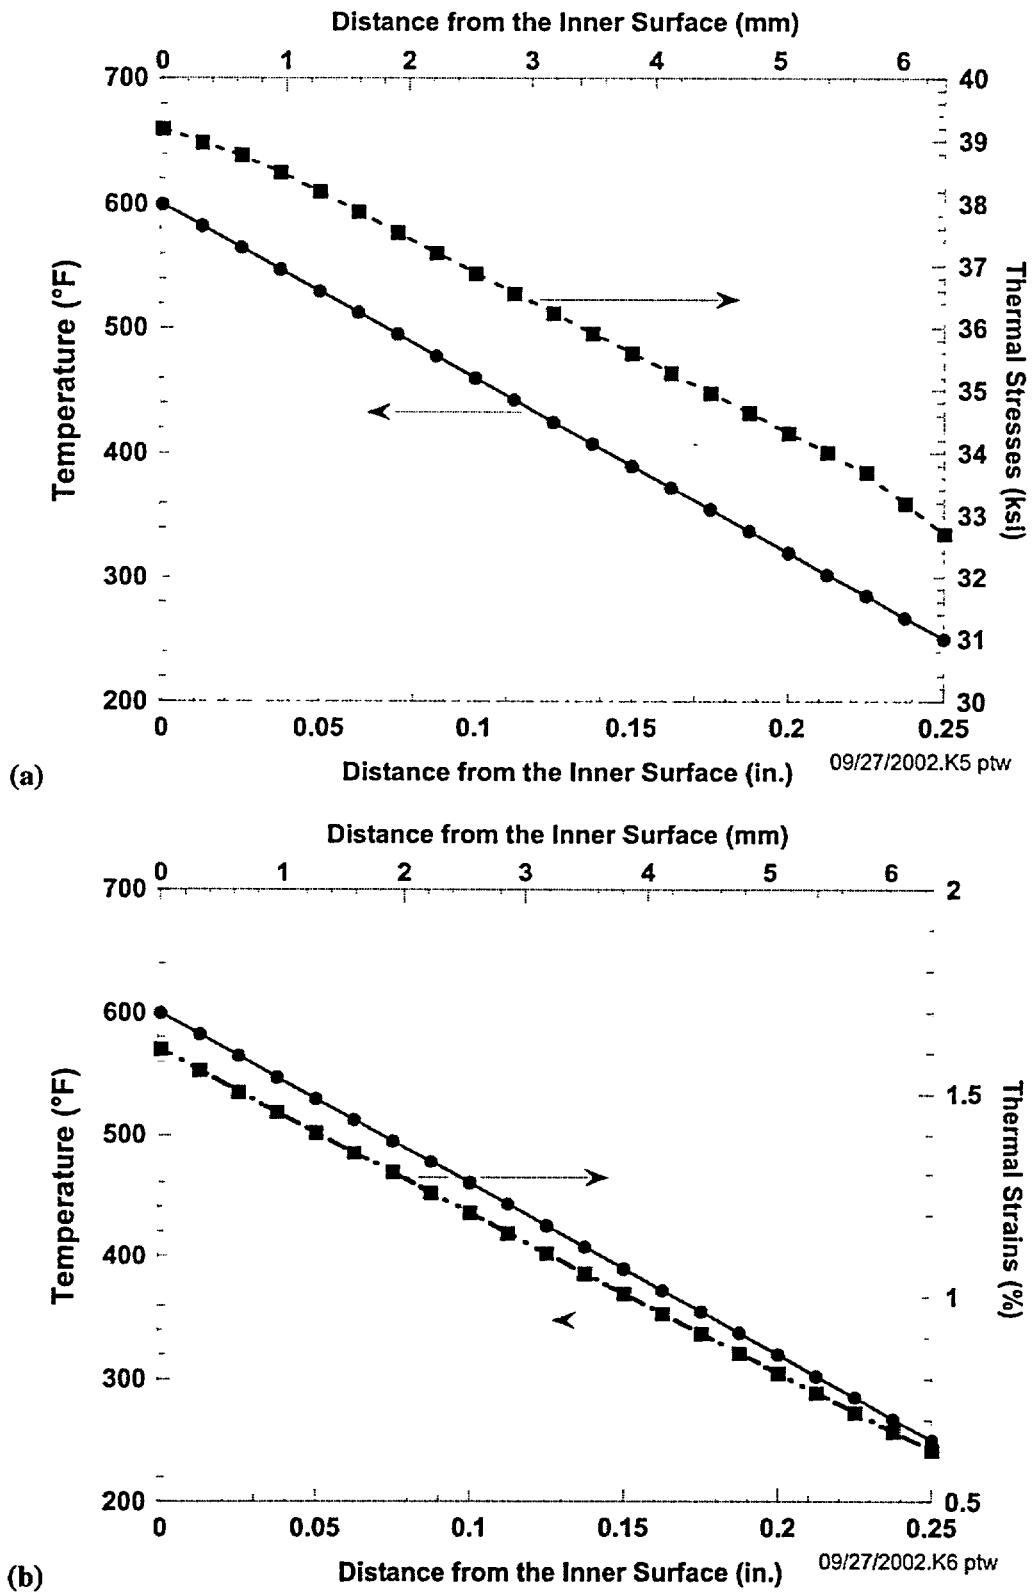 Distance from the Inner Surface (mm)
0 1 2 3 4 5 6
700 40
39
600 38
37
500 36
35
400 34
33
300 32
31
200 30
Temperature (°F)
Thermal Stresses (ksi)
0 0.05 0.1 0.15 0.2 0.25
(a) Distance from the Inner Surface (in.) 09/27/2002.K5 ptw
Distance from the Inner Surface (mm)
0 1 2 3 4 5 6
700 2
600
1.5
500
400
1
300
200 0.5
Temperature (°F)
Thermal Strains (%)
0 0.05 0.1 0.15 0.2 0.25
(b) Distance from the Inner Surface (in.) 09/27/2002.K6 ptw